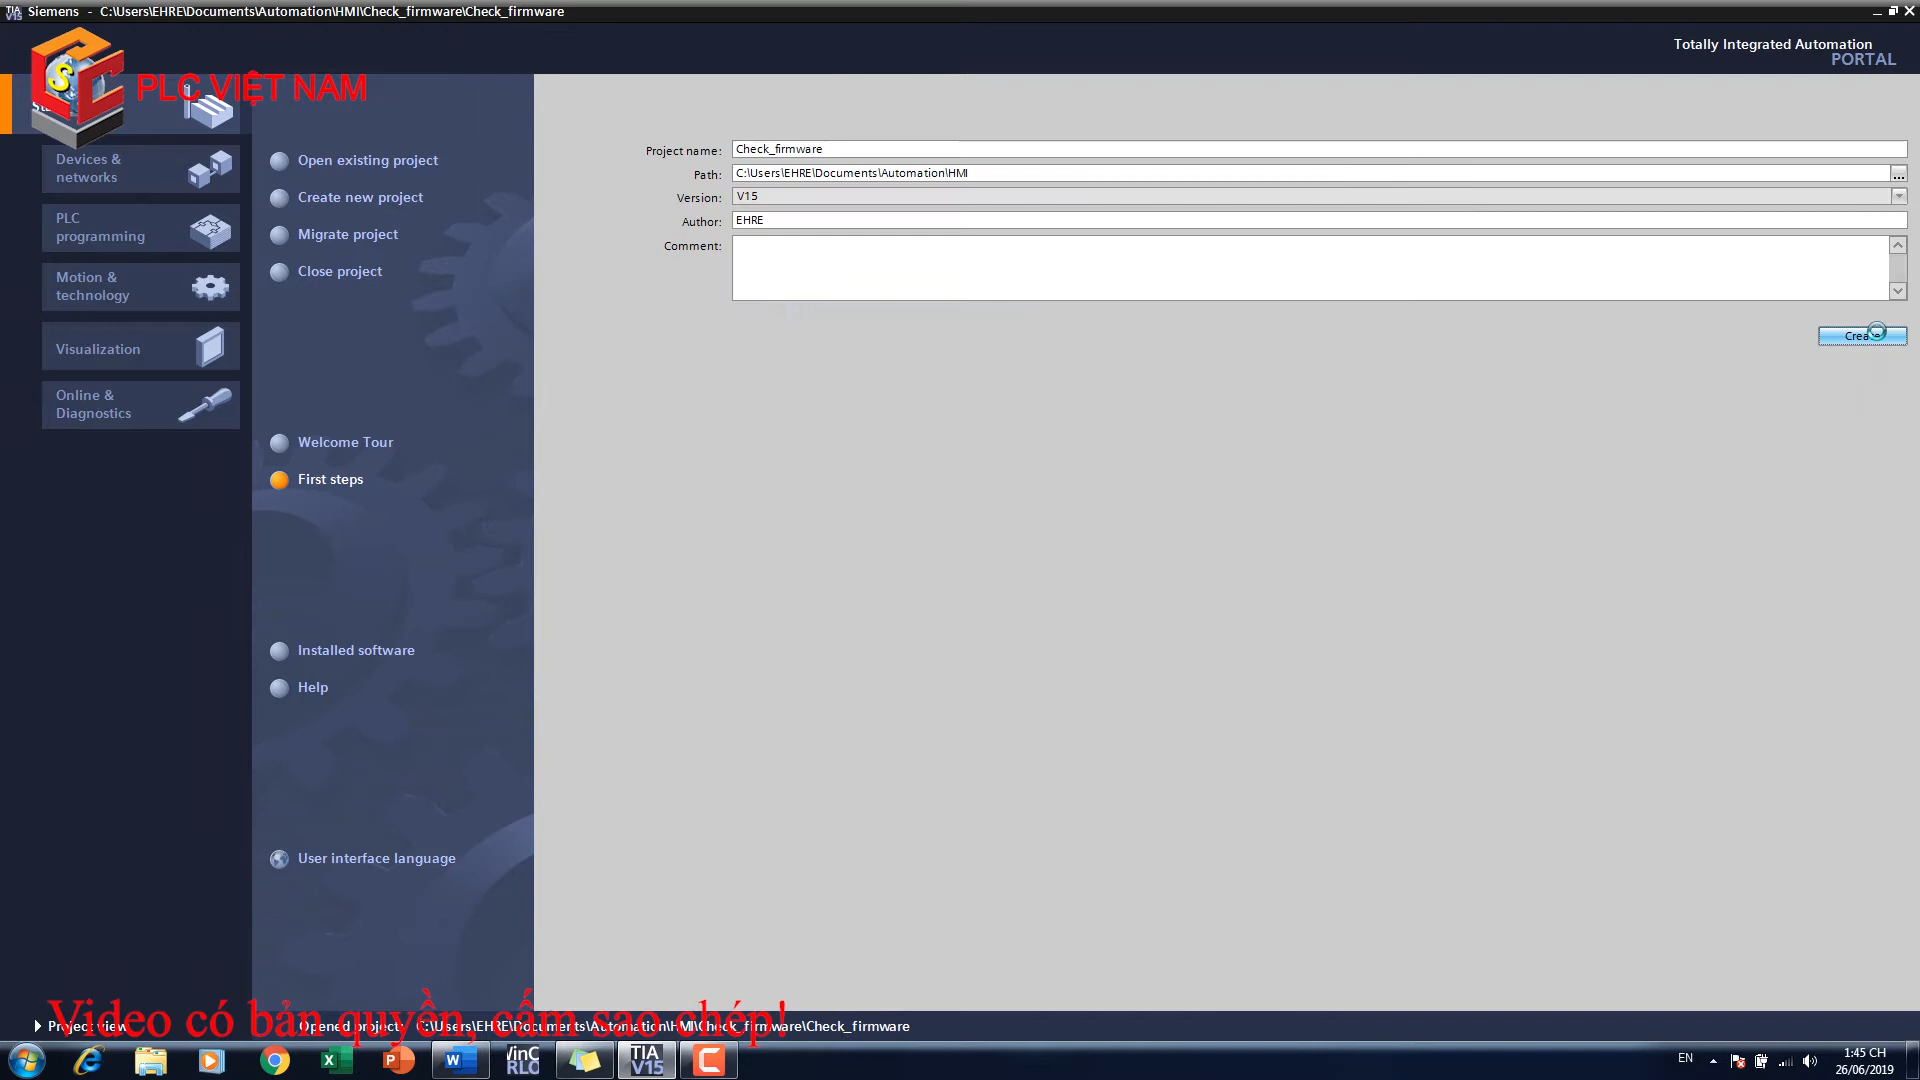 Siemens - C:\Users\EHRE\Documents\Automation\HMI\Check_firmware\Check_firmware
Totally Integrated Automation
PORTAL
PLC VIỆT NAM
Devices &
networks
PLC
programming
Motion &
technology
Visualization
Online &
Diagnostics
Open existing project
Create new project
Migrate project
Close project
Welcome Tour
First steps
Installed software
Help
User interface language
Project name: Check_firmware
Path: C:\Users\EHRE\Documents\Automation\HMI
...
Version: V15
Author: EHRE
Comment:
Create
Video có bản quyền, cấm sao chép!
Project view
Opened project: C:\Users\EHRE\Documents\Automation\HMI\Check_firmware\Check_firmware
TIA
V15
EN
1:45 CH
26/06/2019